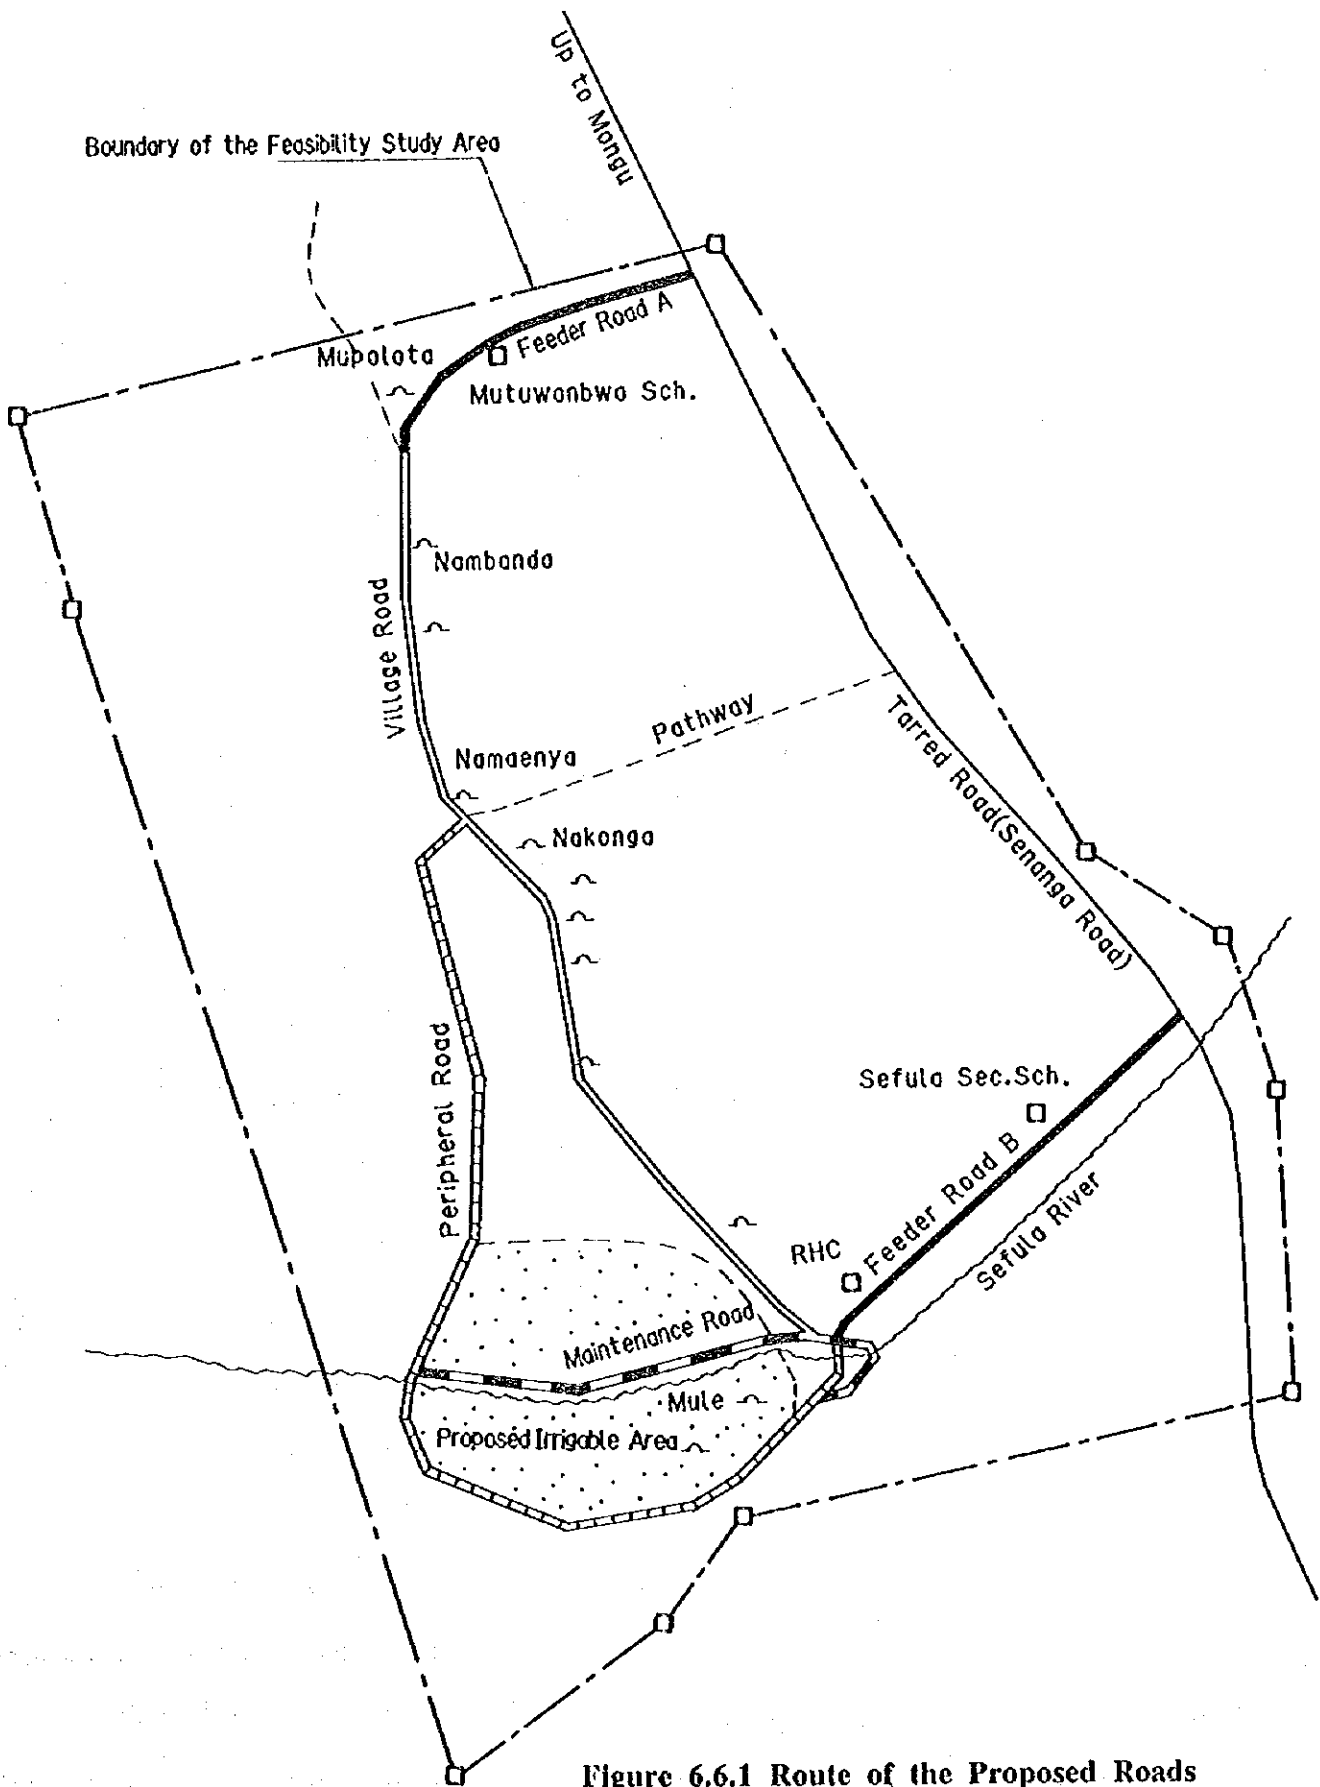 Up to Mongu
Boundary of the Feasibility Study Area
Feeder Road A
Mupolota
Mutuwonbwa Sch.
Nambanda
Village Road
Pathway
Tarred Road(Senanga Road)
Namaenya
Nakonga
Peripheral Road
Sefula Sec.Sch.
Feeder Road B
Sefula River
RHC
Maintenance Road
Mule
Proposed Irrigable Area
Figure 6.6.1 Route of the Proposed Roads